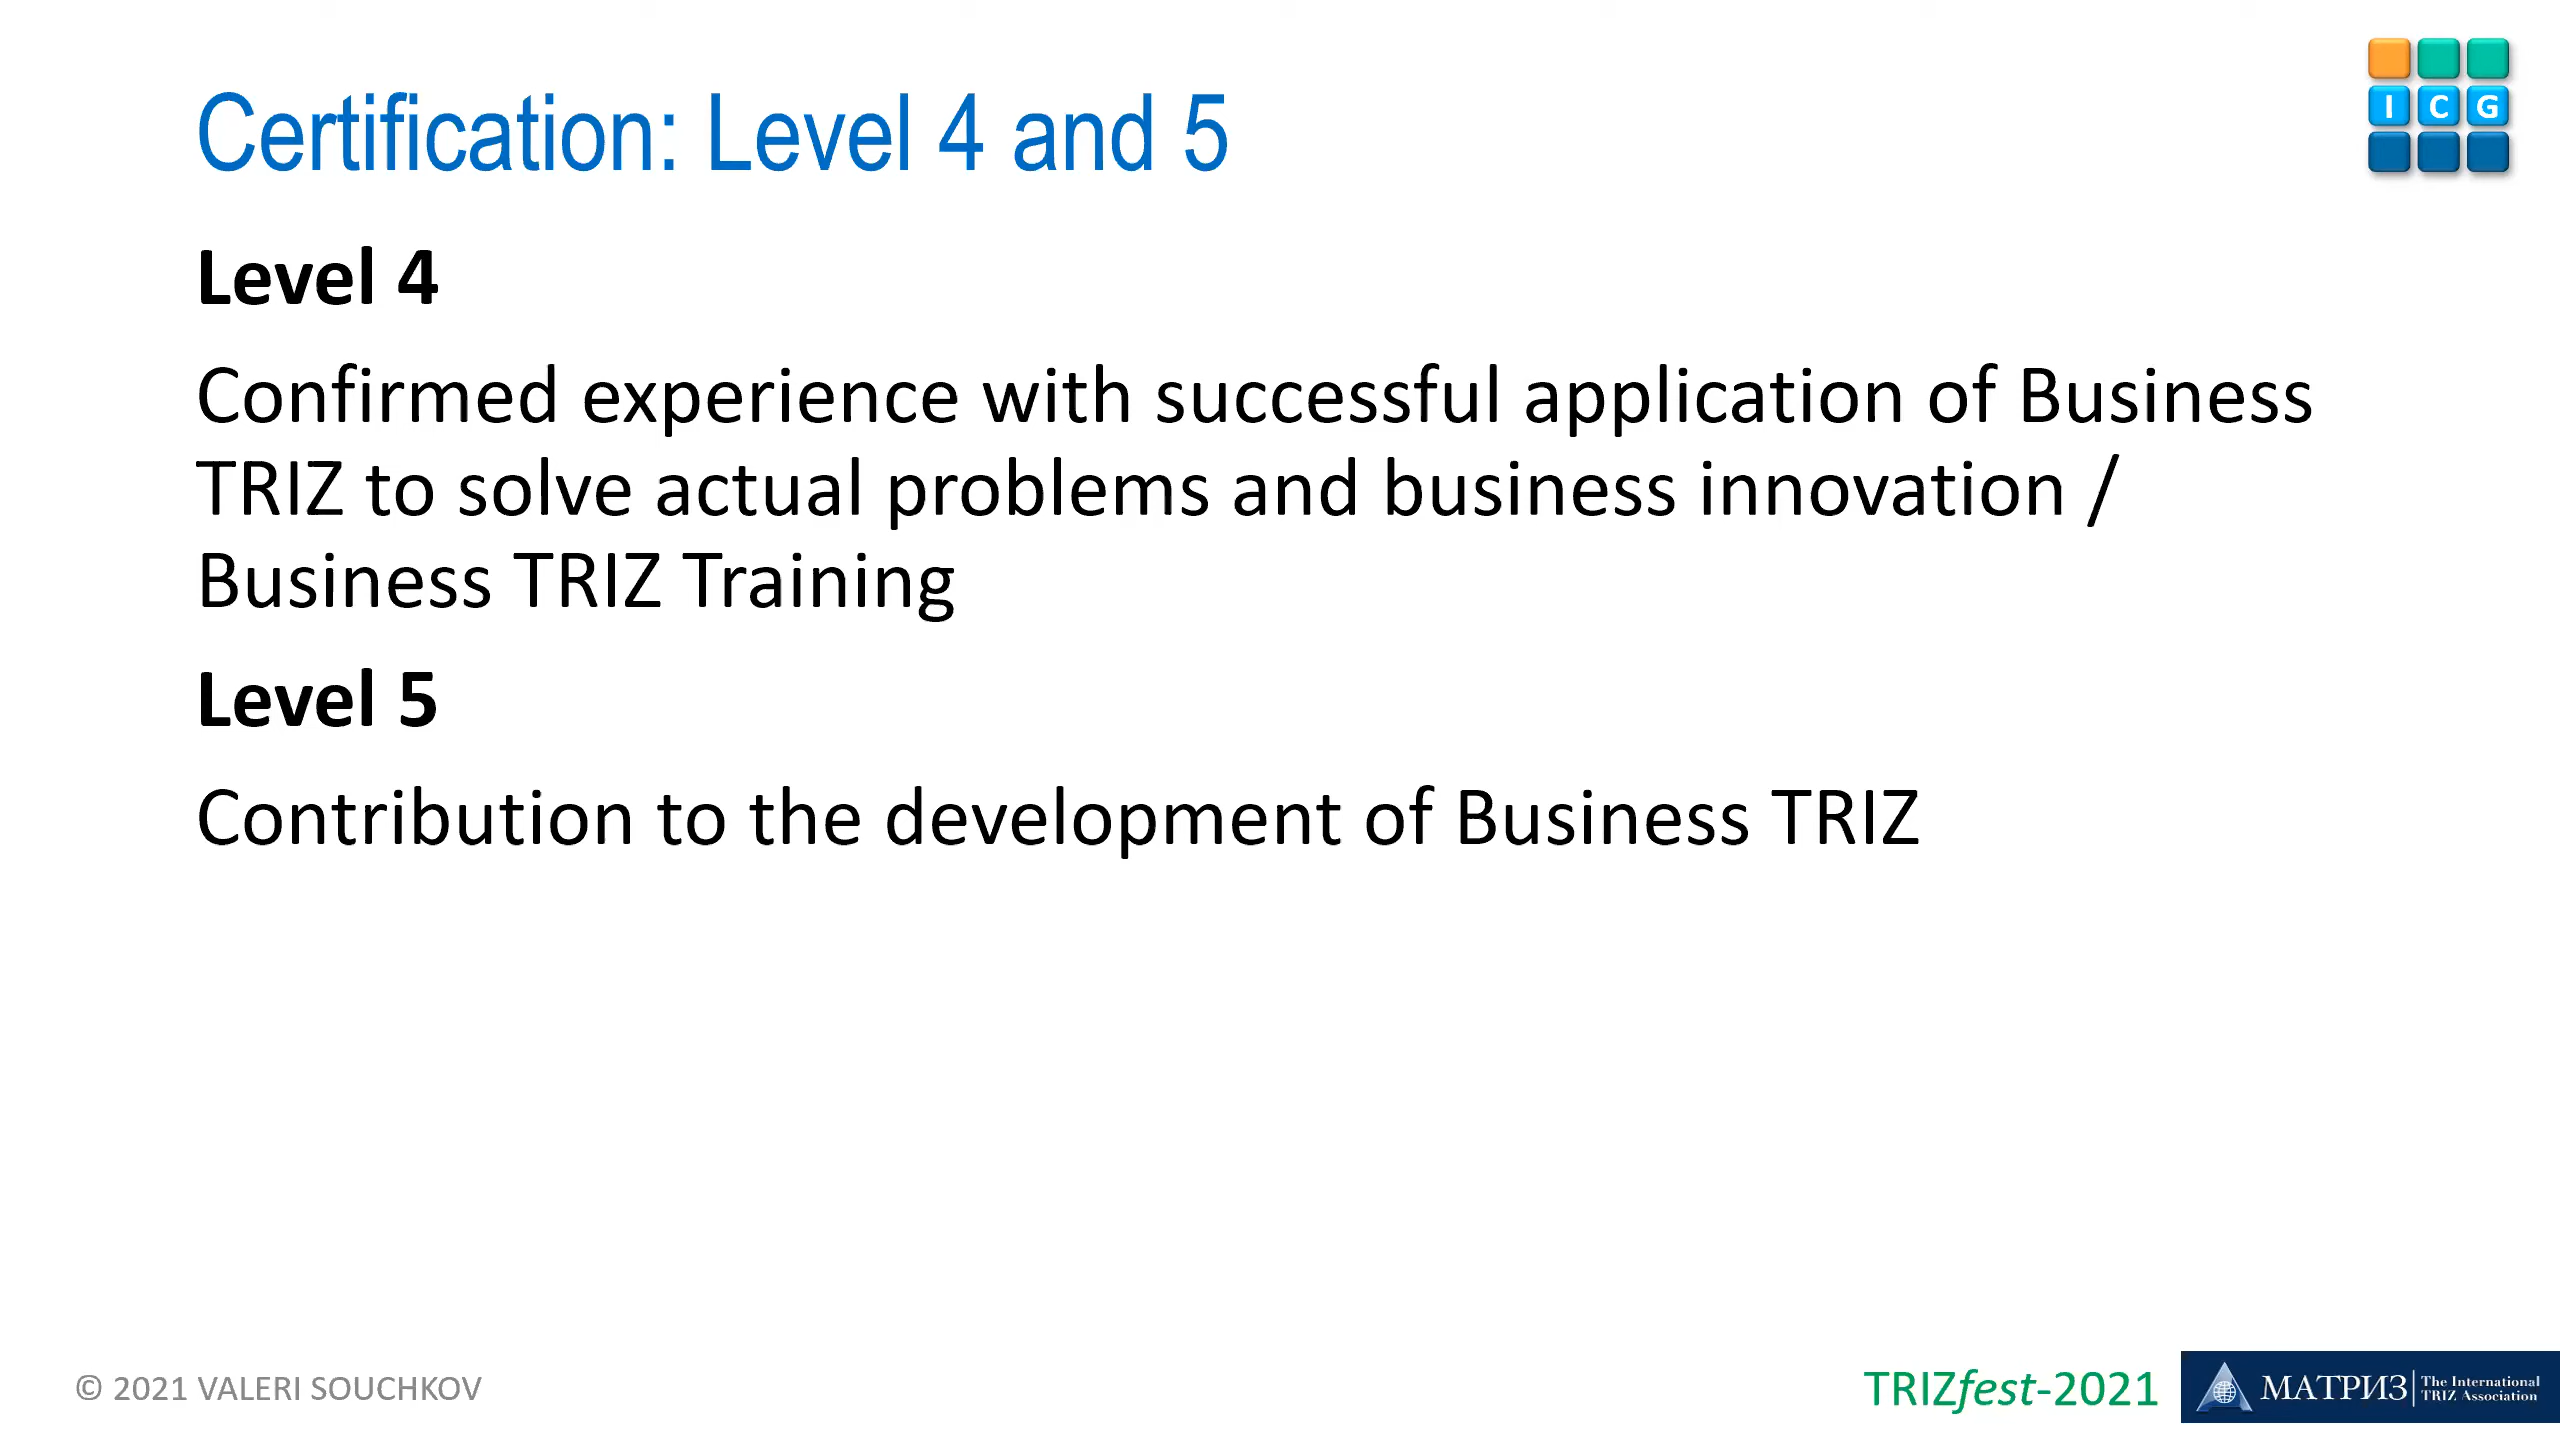 Certification: Level 4 and 5
I C G
Level 4
Confirmed experience with successful application of Business
TRIZ to solve actual problems and business innovation /
Business TRIZ Training
Level 5
Contribution to the development of Business TRIZ
© 2021 VALERI SOUCHKOV
TRIZfest-2021
МАТРИЗ
The International
TRIZ Association